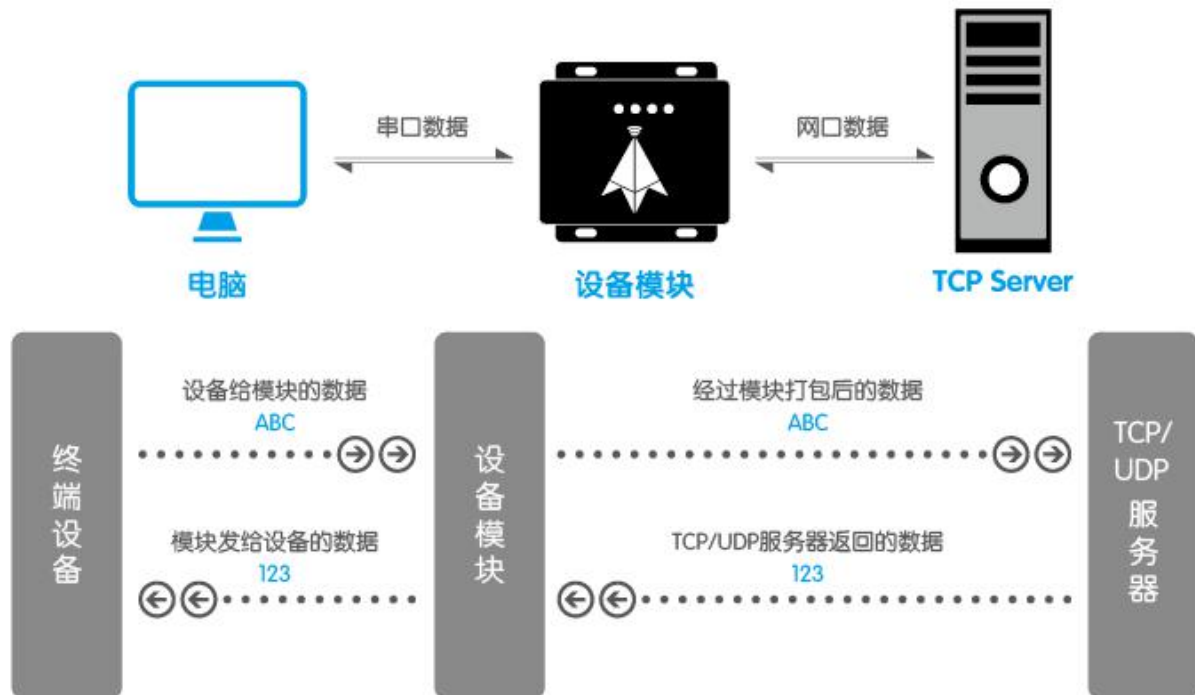 串口数据
网口数据
电脑
设备模块
TCP Server
设备给模块的数据
ABC
经过模块打包后的数据
ABC
终端设备
设备模块
TCP/
UDP
服务器
模块发给设备的数据
123
TCP/UDP服务器返回的数据
123